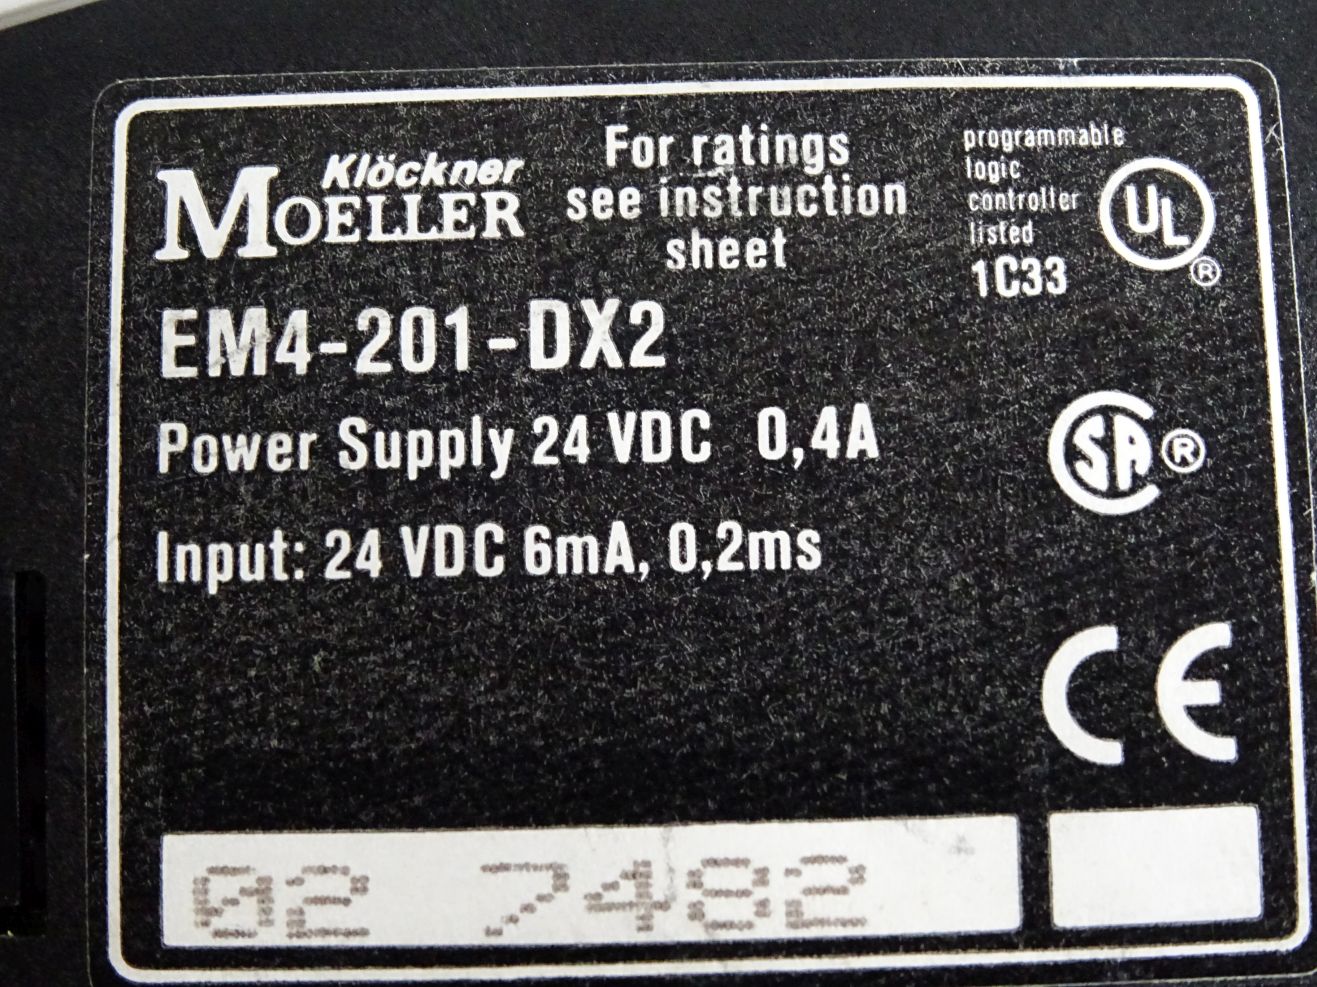 Klöckner
MOELLER
For ratings
see instruction
sheet
programmable
logic
controller
listed
1C33
UL
®
EM4-201-DX2
Power Supply 24 VDC 0,4A
SA ®
Input: 24 VDC 6mA, 0,2ms
CE
02 7482